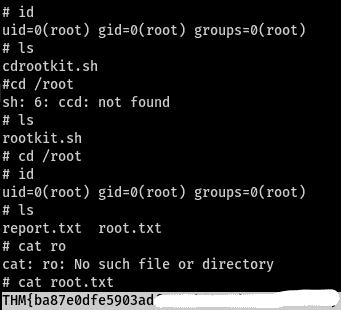 # id
uid=0(root) gid=0(root) groups=0(root)
# ls
cdrootkit.sh
#cd /root
sh: 6: ccd: not found
# ls
rootkit.sh
# cd /root
# id
uid=0(root) gid=0(root) groups=0(root)
# ls
report.txt  root.txt
# cat ro
cat: ro: No such file or directory
# cat root.txt
THM{ba87e0dfe5903ad